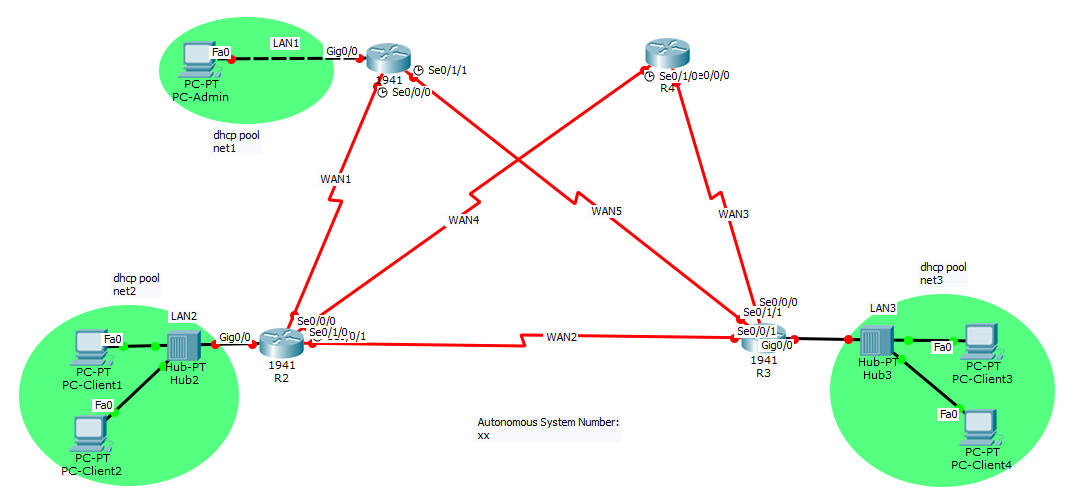 LAN1
Fa0
Gig0/0
PC-PT
PC-Admin
1941
Se0/1/1
Se0/0/0
Se0/1/0
e0/0/0
R4
dhcp pool
net1
WAN1
WAN4
WAN5
WAN3
dhcp pool
net2
LAN2
Fa0
PC-PT
PC-Client1
Hub-PT
Hub2
Gig0/0
Fa0
PC-PT
PC-Client2
Se0/0/0
Se0/1/0
0/1
1941
R2
WAN2
Se0/0/0
Se0/1/1
Se0/0/1
Gig0/0
1941
R3
dhcp pool
net3
LAN3
Hub-PT
Hub3
Fa0
PC-PT
PC-Client3
Fa0
PC-PT
PC-Client4
Autonomous System Number:
xx